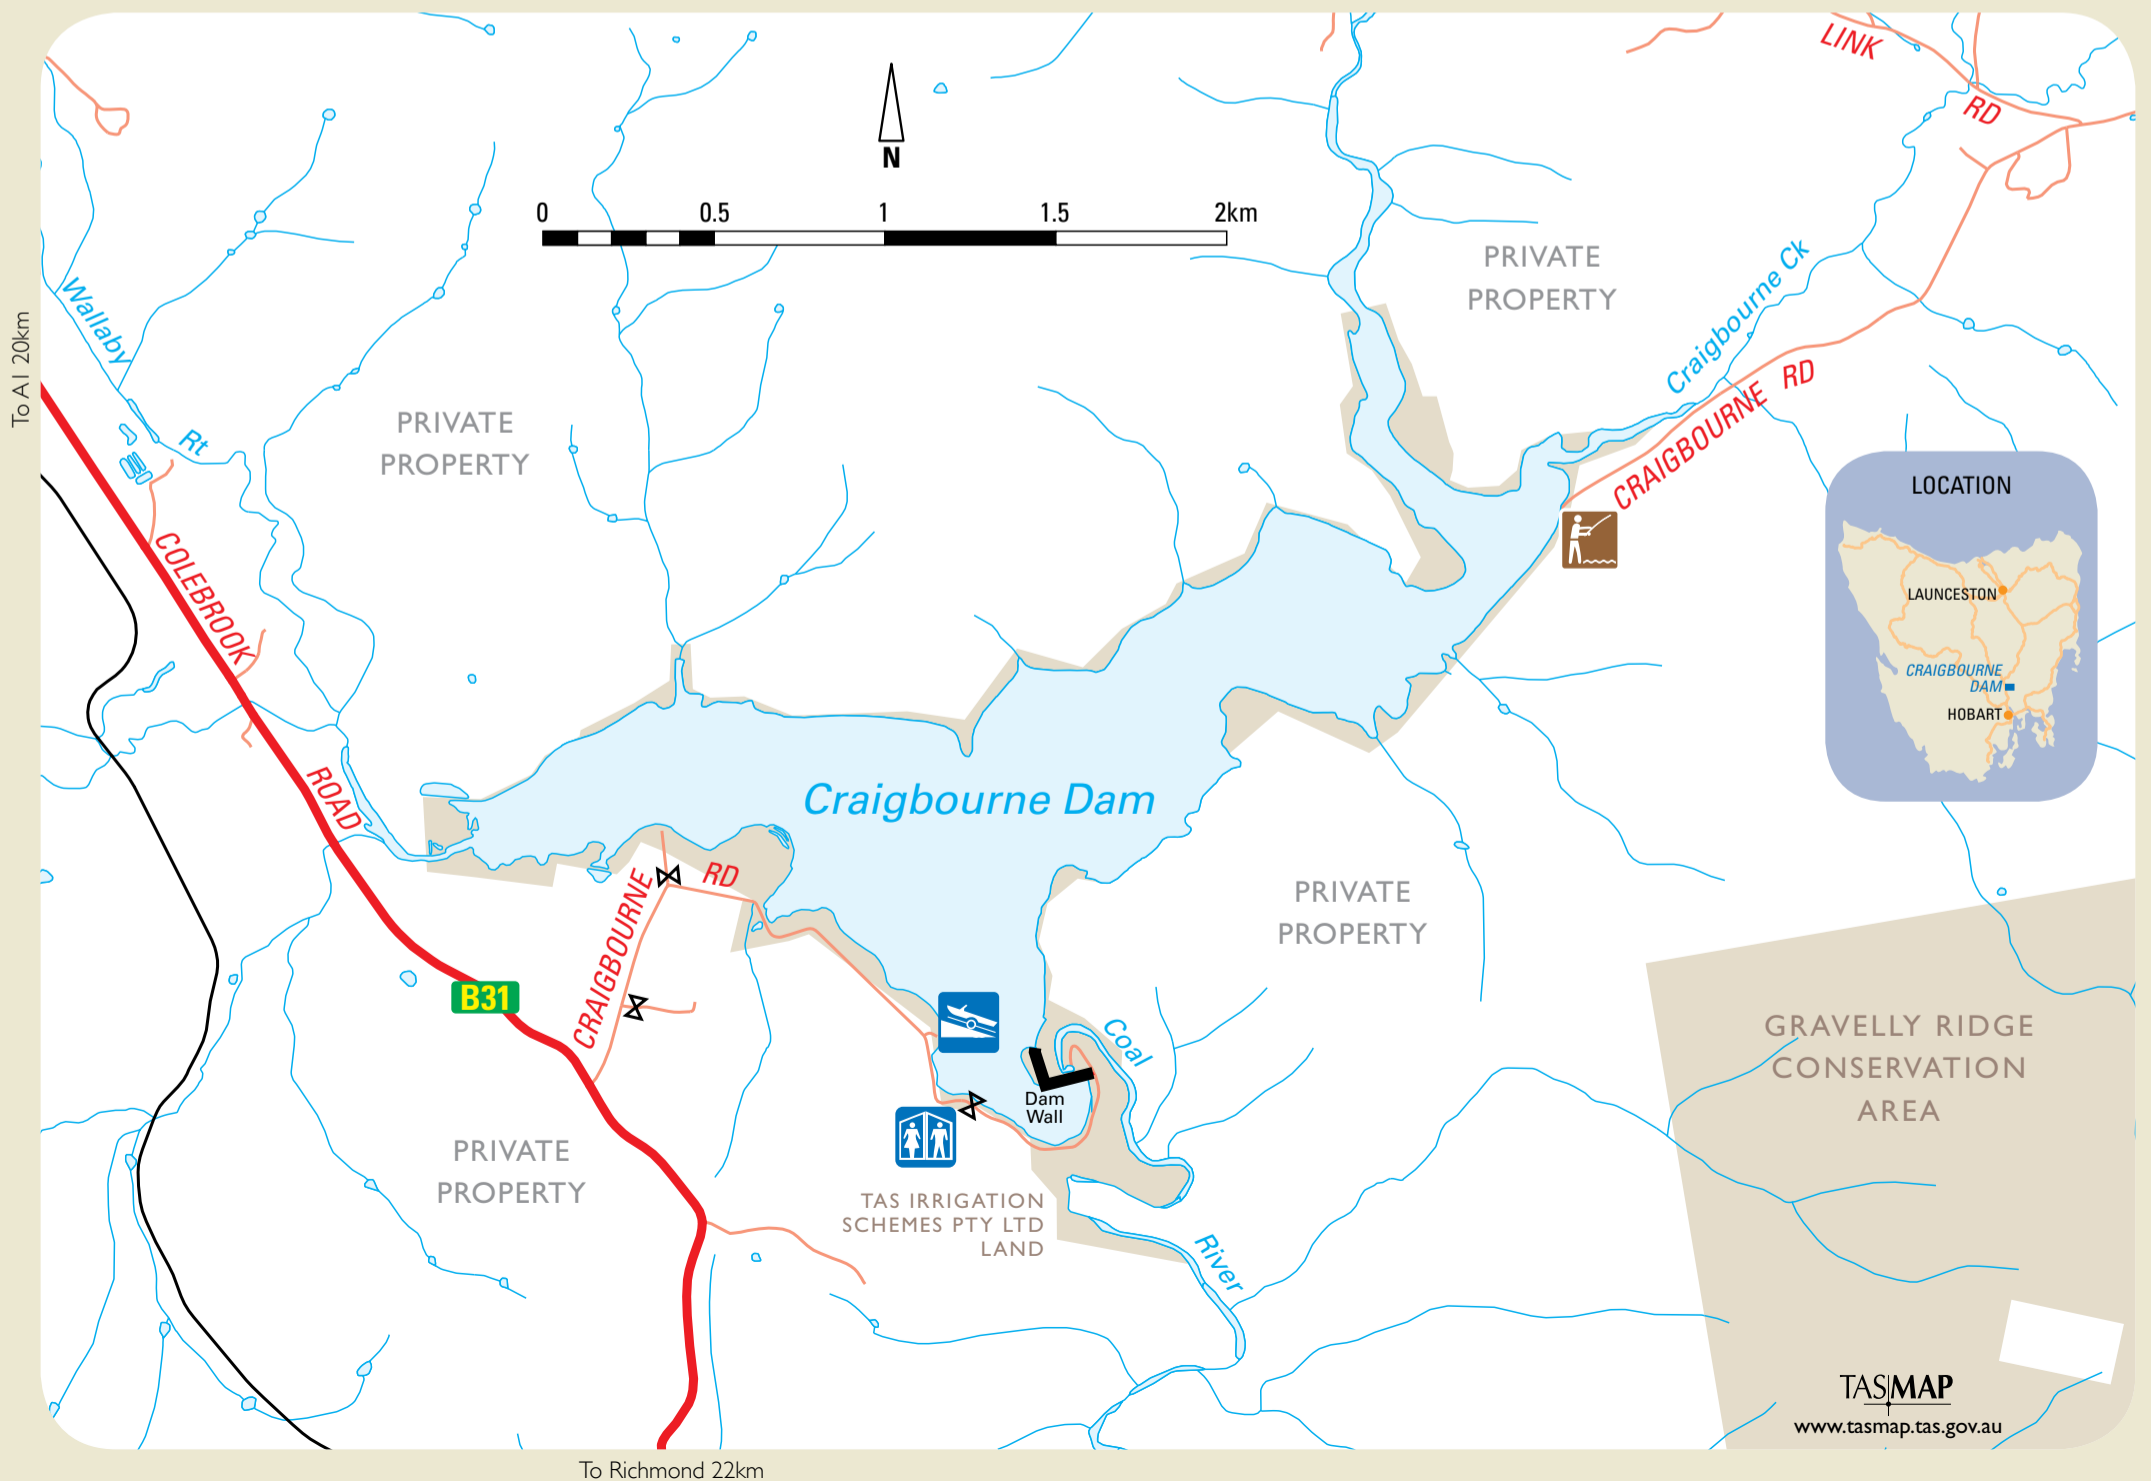 LINK
RD
N
0 0.5 1 1.5 2km
PRIVATE
PROPERTY
Craigbourne Ck
CRAIGBOURNE RD
Wallaby
Rt
To A1 20km
PRIVATE
PROPERTY
COLEBROOK
ROAD
LOCATION
LAUNCESTON
CRAIGBOURNE
DAM
HOBART
Craigbourne Dam
CRAIGBOURNE
RD
B31
PRIVATE
PROPERTY
Coal
River
Dam
Wall
GRAVELLY RIDGE
CONSERVATION
AREA
PRIVATE
PROPERTY
TAS IRRIGATION
SCHEMES PTY LTD
LAND
TASMAP
www.tasmap.tas.gov.au
To Richmond 22km